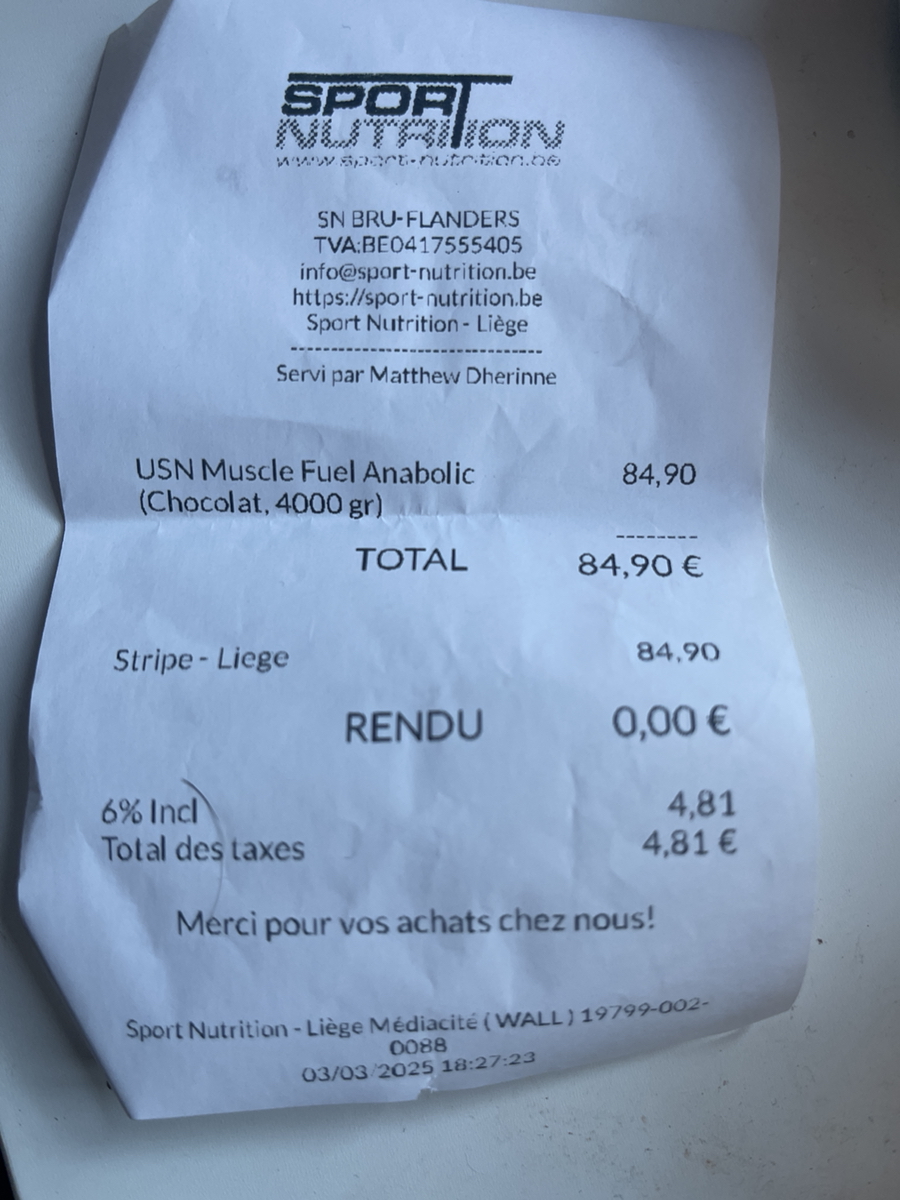 SPORT
NUTRITION
www.sport-nutrition.be
SN BRU-FLANDERS
TVA:BE0417555405
info@sport-nutrition.be
https://sport-nutrition.be
Sport Nutrition - Liège
--------------------------------
Servi par Matthew Dherinne
USN Muscle Fuel Anabolic 84,90
(Chocolat, 4000 gr)
--------
TOTAL 84,90 €
Stripe - Liege 84,90
RENDU 0,00 €
6% Incl 4,81
Total des taxes 4,81 €
Merci pour vos achats chez nous!
Sport Nutrition - Liège Médiacité ( WALL ) 19799-002-
0088
03/03/2025 18:27:23